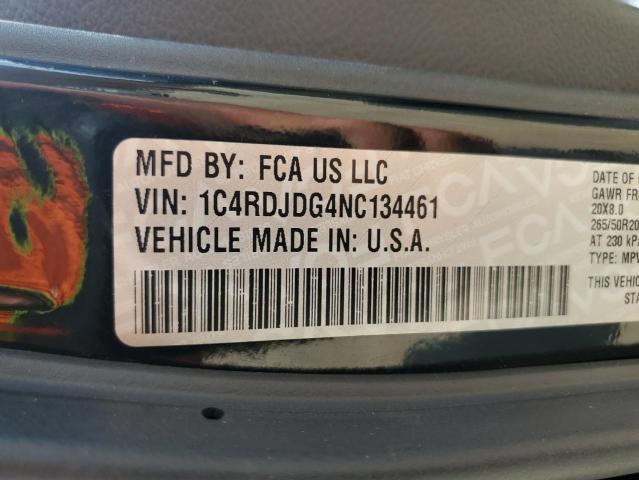 MFD BY: FCA US LLC
VIN: 1C4RDJDG4NC134461
VEHICLE MADE IN: U.S.A.
DATE OF
GAWR FR
20X8.0
265/50R20
AT 230 kPa
TYPE: MPV
THIS VEHIC
STA